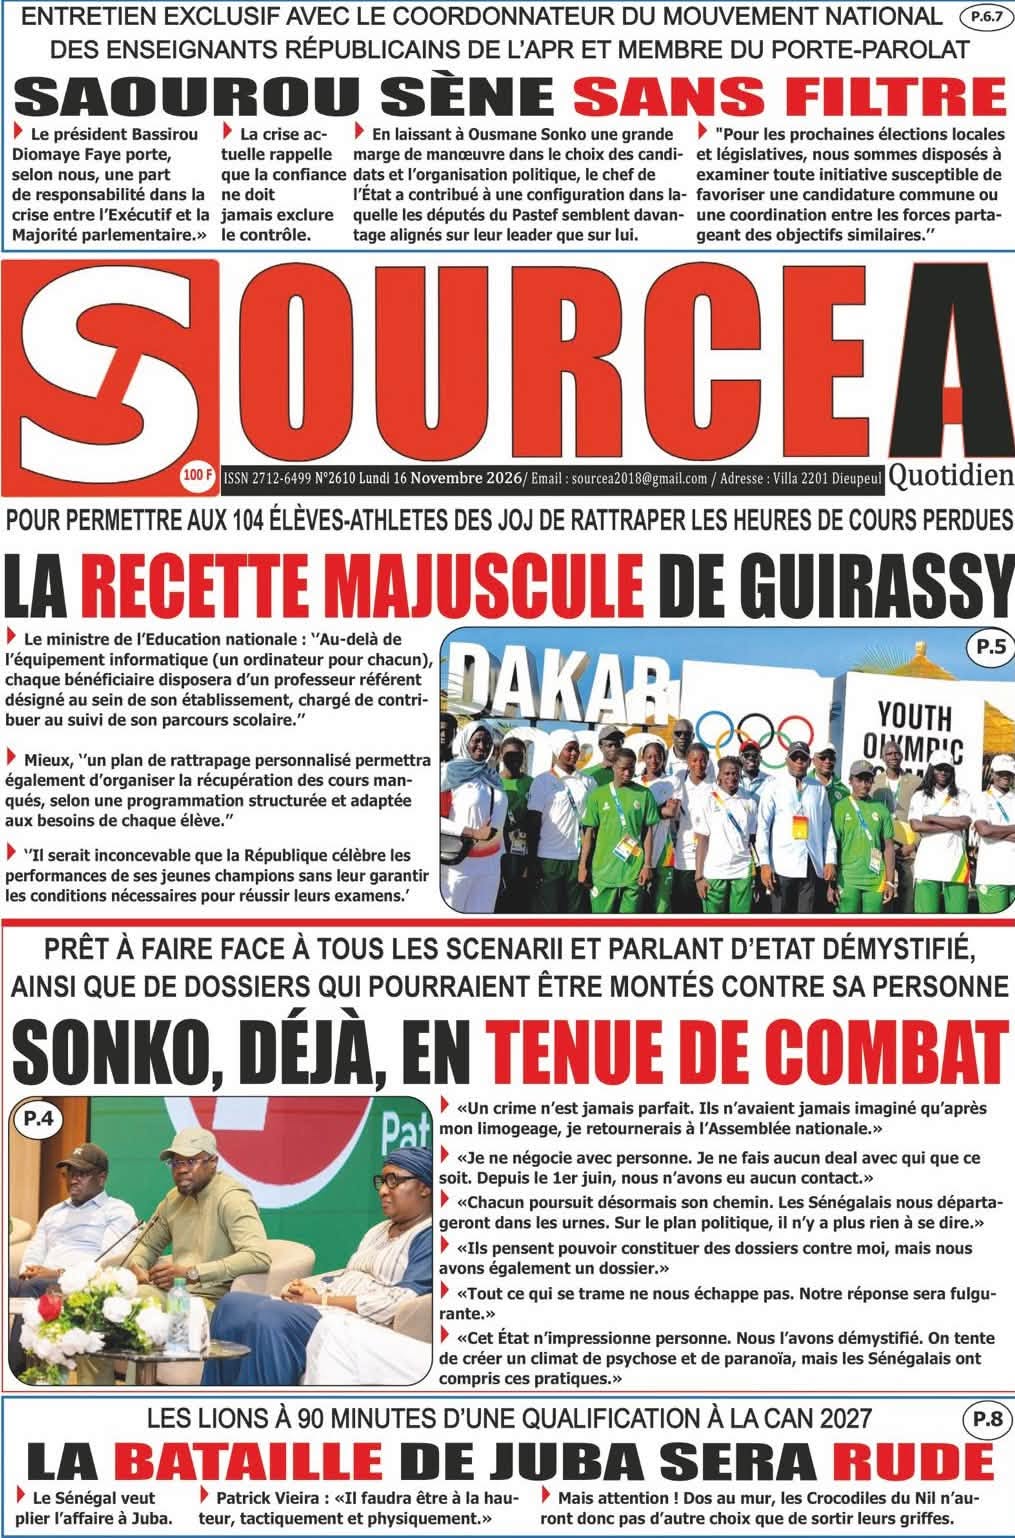 ENTRETIEN EXCLUSIF AVEC LE COORDONNATEUR DU MOUVEMENT NATIONAL
P.6.7
DES ENSEIGNANTS RÉPUBLICAINS DE L'APR ET MEMBRE DU PORTE-PAROLAT
SAOUROU SÈNE SANS FILTRE
Le président Bassirou
Diomaye Faye porte,
selon nous, une part
de responsabilité dans la
crise entre l'Exécutif et la
Majorité parlementaire.»
La crise ac-
tuelle rappelle
que la confiance
ne doit
jamais exclure
le contrôle.
En laissant à Ousmane Sonko une grande
marge de manœuvre dans le choix des candi-
dats et l'organisation politique, le chef de
l'État a contribué à une configuration dans la-
quelle les députés du Pastef semblent davan-
tage alignés sur leur leader que sur lui.
"Pour les prochaines élections locales
et législatives, nous sommes disposés à
examiner toute initiative susceptible de
favoriser une candidature commune ou
une coordination entre les forces parta-
geant des objectifs similaires.''
SOURCE A
100 F
ISSN 2712-6499 N°2610 Lundi 16 Novembre 2026/ Email : sourcea2018@gmail.com / Adresse : Villa 2201 Dieupeul
Quotidien
POUR PERMETTRE AUX 104 ÉLÈVES-ATHLETES DES JOJ DE RATTRAPER LES HEURES DE COURS PERDUES
LA RECETTE MAJUSCULE DE GUIRASSY
Le ministre de l'Education nationale : ''Au-delà de
l'équipement informatique (un ordinateur pour chacun),
chaque bénéficiaire disposera d'un professeur référent
désigné au sein de son établissement, chargé de contri-
buer au suivi de son parcours scolaire.''
Mieux, ''un plan de rattrapage personnalisé permettra
également d'organiser la récupération des cours man-
qués, selon une programmation structurée et adaptée
aux besoins de chaque élève.''
''Il serait inconcevable que la République célèbre les
performances de ses jeunes champions sans leur garantir
les conditions nécessaires pour réussir leurs examens.'
P.5
DAKAR
YOUTH
OLYMPIC
PRÊT À FAIRE FACE À TOUS LES SCENARII ET PARLANT D'ETAT DÉMYSTIFIÉ,
AINSI QUE DE DOSSIERS QUI POURRAIENT ÊTRE MONTÉS CONTRE SA PERSONNE
SONKO, DÉJÀ, EN TENUE DE COMBAT
P.4
Pat
«Un crime n'est jamais parfait. Ils n'avaient jamais imaginé qu'après
mon limogeage, je retournerais à l'Assemblée nationale.»
«Je ne négocie avec personne. Je ne fais aucun deal avec qui que ce
soit. Depuis le 1er juin, nous n'avons eu aucun contact.»
«Chacun poursuit désormais son chemin. Les Sénégalais nous départa-
geront dans les urnes. Sur le plan politique, il n'y a plus rien à se dire.»
«Ils pensent pouvoir constituer des dossiers contre moi, mais nous
avons également un dossier.»
«Tout ce qui se trame ne nous échappe pas. Notre réponse sera fulgu-
rante.»
«Cet État n'impressionne personne. Nous l'avons démystifié. On tente
de créer un climat de psychose et de paranoïa, mais les Sénégalais ont
compris ces pratiques.»
LES LIONS À 90 MINUTES D'UNE QUALIFICATION À LA CAN 2027
P.8
LA BATAILLE DE JUBA SERA RUDE
Le Sénégal veut
plier l'affaire à Juba.
Patrick Vieira : «Il faudra être à la hau-
teur, tactiquement et physiquement.»
Mais attention ! Dos au mur, les Crocodiles du Nil n'au-
ront donc pas d'autre choix que de sortir leurs griffes.